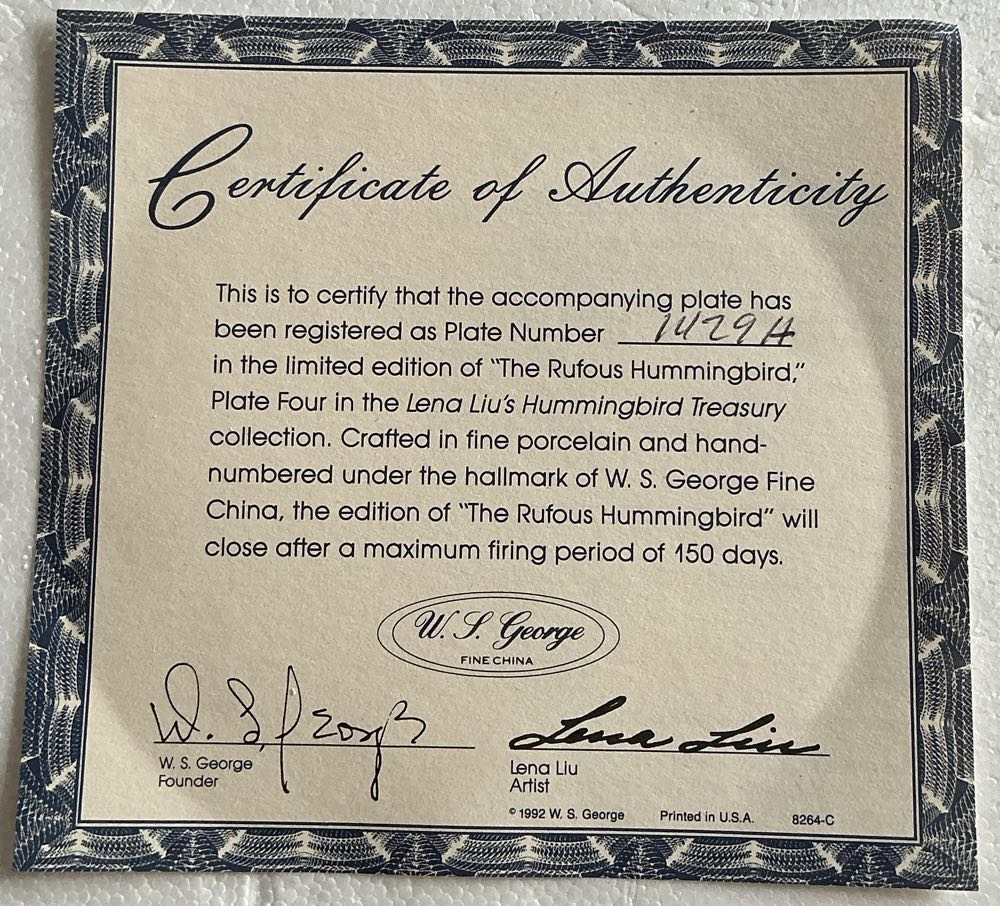 Certificate of Authenticity
This is to certify that the accompanying plate has
been registered as Plate Number 1429H
in the limited edition of "The Rufous Hummingbird,"
Plate Four in the Lena Liu's Hummingbird Treasury
collection. Crafted in fine porcelain and hand-
numbered under the hallmark of W. S. George Fine
China, the edition of "The Rufous Hummingbird" will
close after a maximum firing period of 150 days.
W. S. George
FINE CHINA
W. S. George
W. S. George
Founder
Lena Liu
Lena Liu
Artist
© 1992 W. S. George Printed in U.S.A. 8264-C